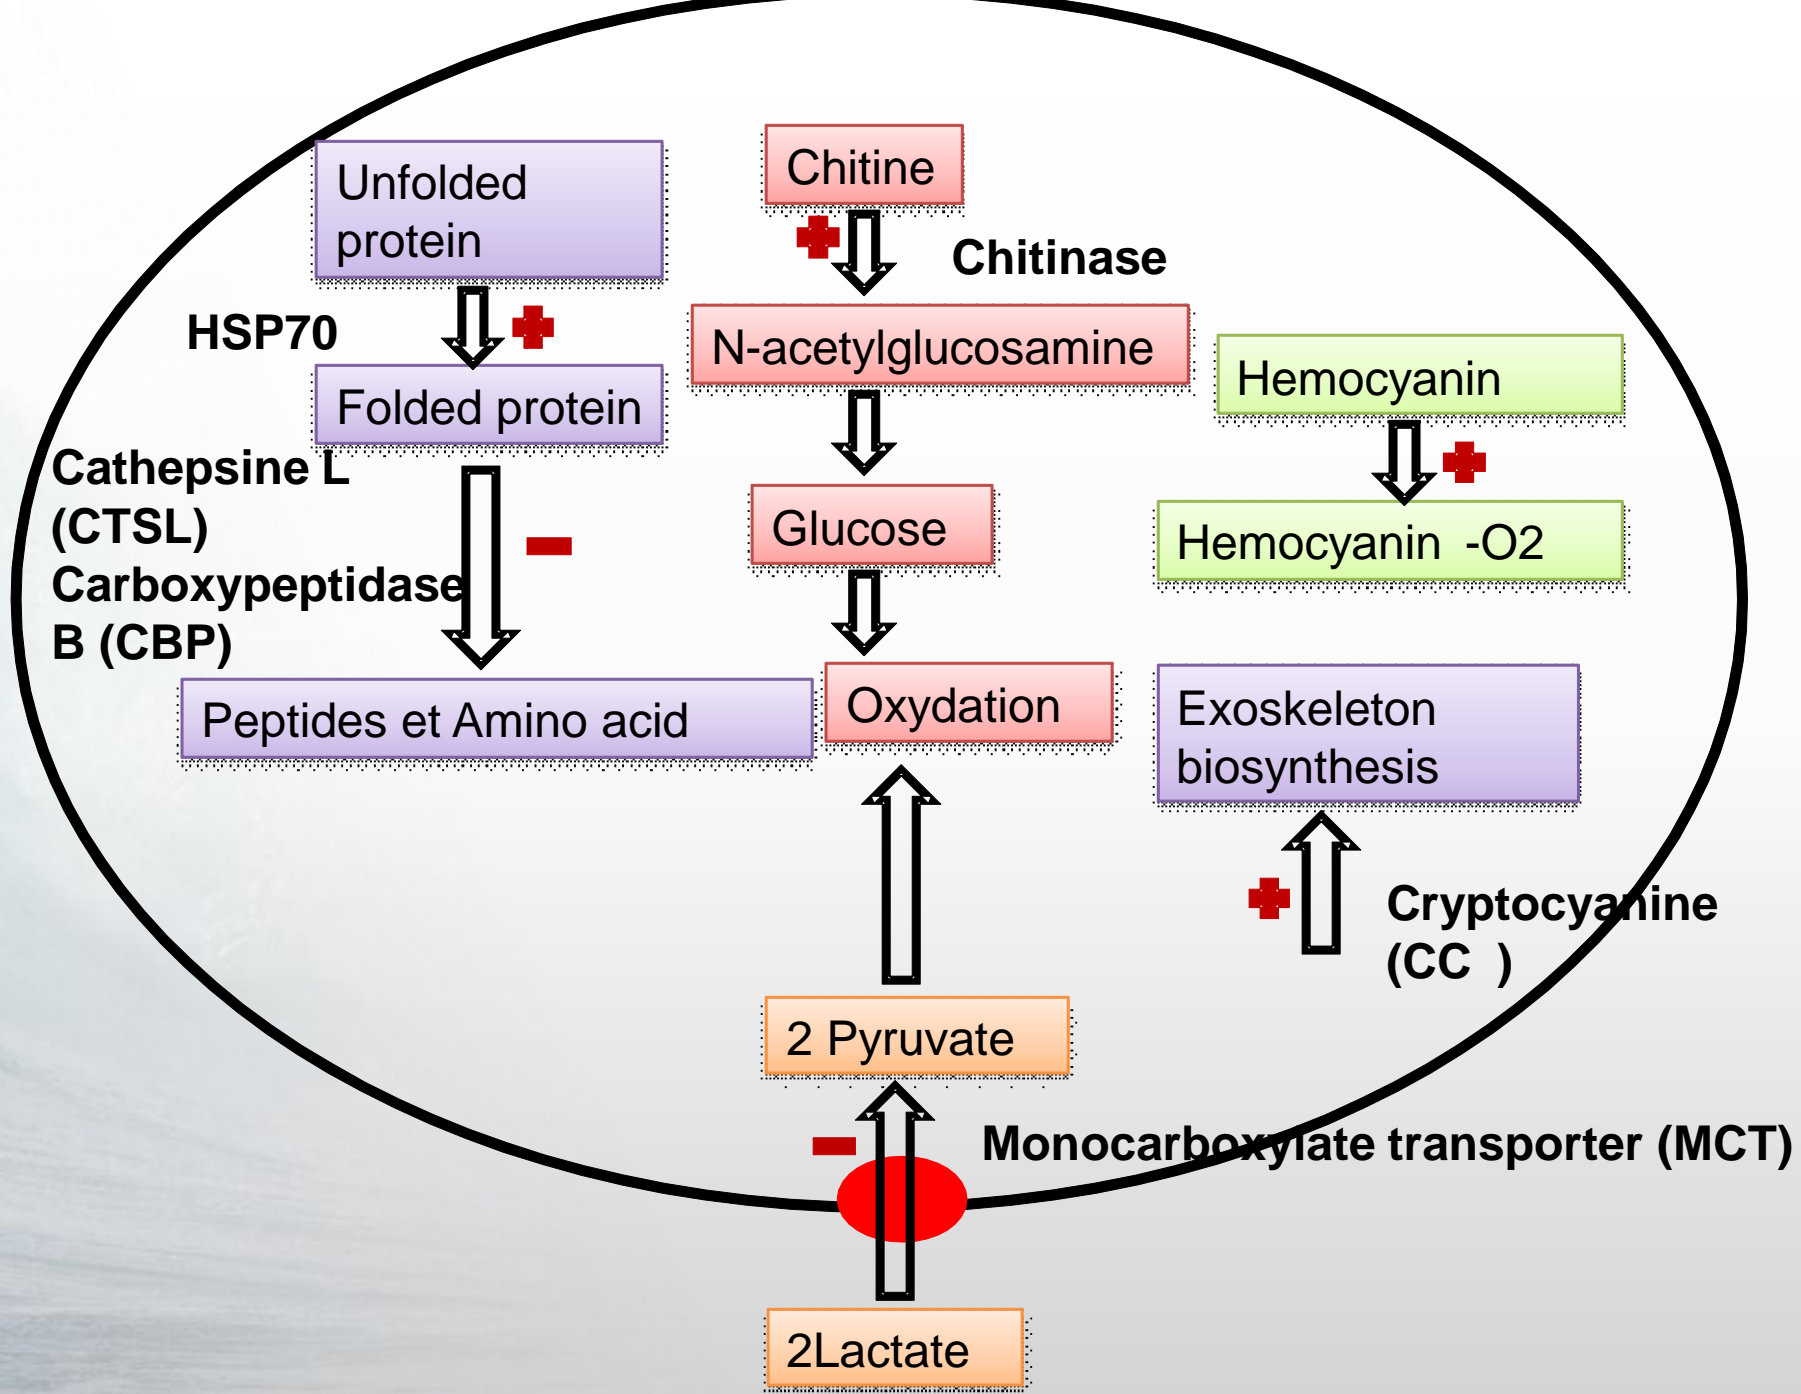 Unfolded
protein
HSP70
Folded protein
Cathepsine L
(CTSL)
Carboxypeptidase
B (CBP)
Peptides et Amino acid
Chitine
Chitinase
N-acetylglucosamine
Glucose
Oxydation
Hemocyanin
Hemocyanin -O2
Exoskeleton
biosynthesis
Cryptocyanine
(CC )
2 Pyruvate
Monocarboxylate transporter (MCT)
2Lactate